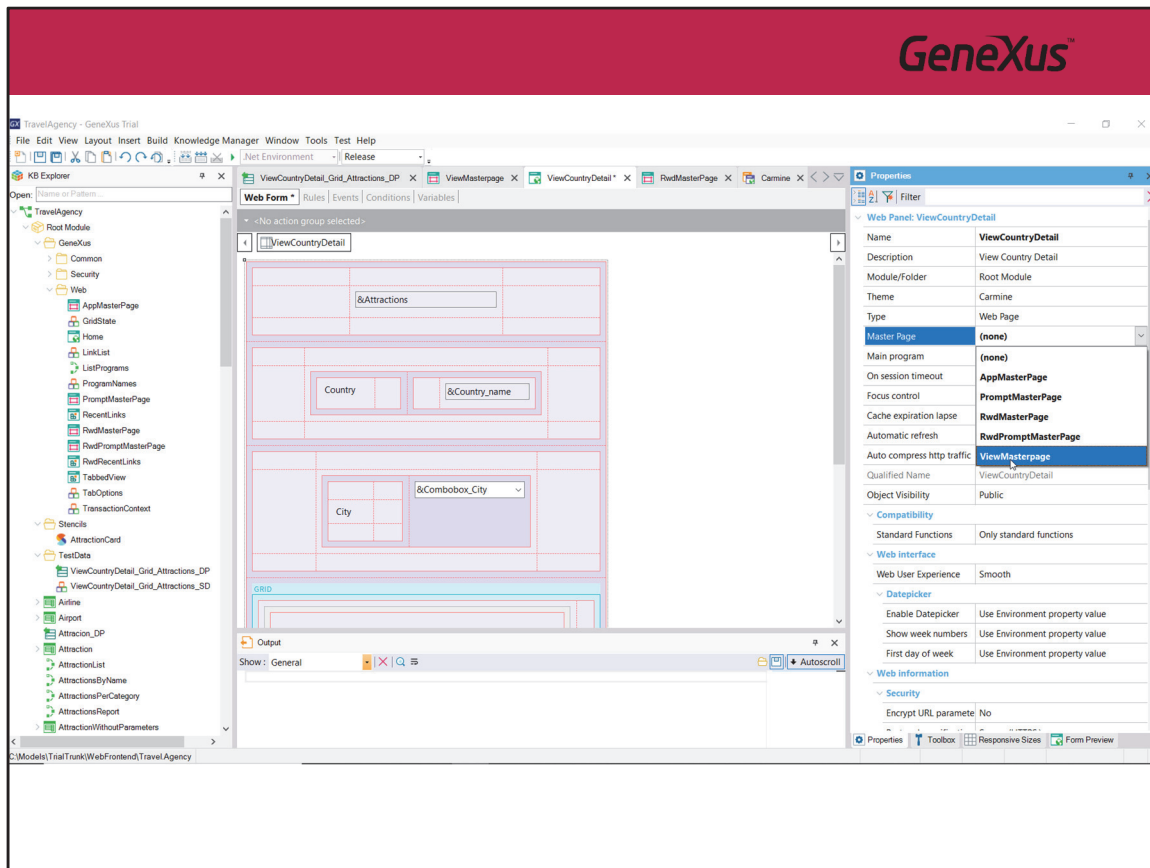 GeneXus™
GX TravelAgency - GeneXus Trial
File Edit View Layout Insert Build Knowledge Manager Window Tools Test Help
.Net Environment Release
KB Explorer
Open: Name or Pattern...
TravelAgency
Root Module
GeneXus
Common
Security
Web
AppMasterPage
GridState
Home
LinkList
ListPrograms
ProgramNames
PromptMasterPage
RecentLinks
RwdMasterPage
RwdPromptMasterPage
RwdRecentLinks
TabbedView
TabOptions
TransactionContext
Stencils
AttractionCard
TestData
ViewCountryDetail_Grid_Attractions_DP
ViewCountryDetail_Grid_Attractions_SD
Airline
Airport
Attracion_DP
Attraction
AttractionList
AttractionsByName
AttractionsPerCategory
AttractionsReport
AttractionWithoutParameters
C:\Models\TrialTrunk\WebFrontend\TravelAgency
ViewCountryDetail_Grid_Attractions_DP X ViewMasterpage X ViewCountryDetail * X RwdMasterPage X Carmine X
Web Form * Rules Events Conditions Variables
<No action group selected>
ViewCountryDetail
&Attractions
Country &Country_name
&Combobox_City
City
GRID
Output
Show: General Autoscroll
Properties
Filter
Web Panel: ViewCountryDetail
Name ViewCountryDetail
Description View Country Detail
Module/Folder Root Module
Theme Carmine
Type Web Page
Master Page (none)
Main program (none)
On session timeout AppMasterPage
Focus control PromptMasterPage
Cache expiration lapse RwdMasterPage
Automatic refresh RwdPromptMasterPage
Auto compress http traffic ViewMasterpage
Qualified Name ViewCountryDetail
Object Visibility Public
Compatibility
Standard Functions Only standard functions
Web interface
Web User Experience Smooth
Datepicker
Enable Datepicker Use Environment property value
Show week numbers Use Environment property value
First day of week Use Environment property value
Web information
Security
Encrypt URL paramete No
Properties Toolbox Responsive Sizes Form Preview